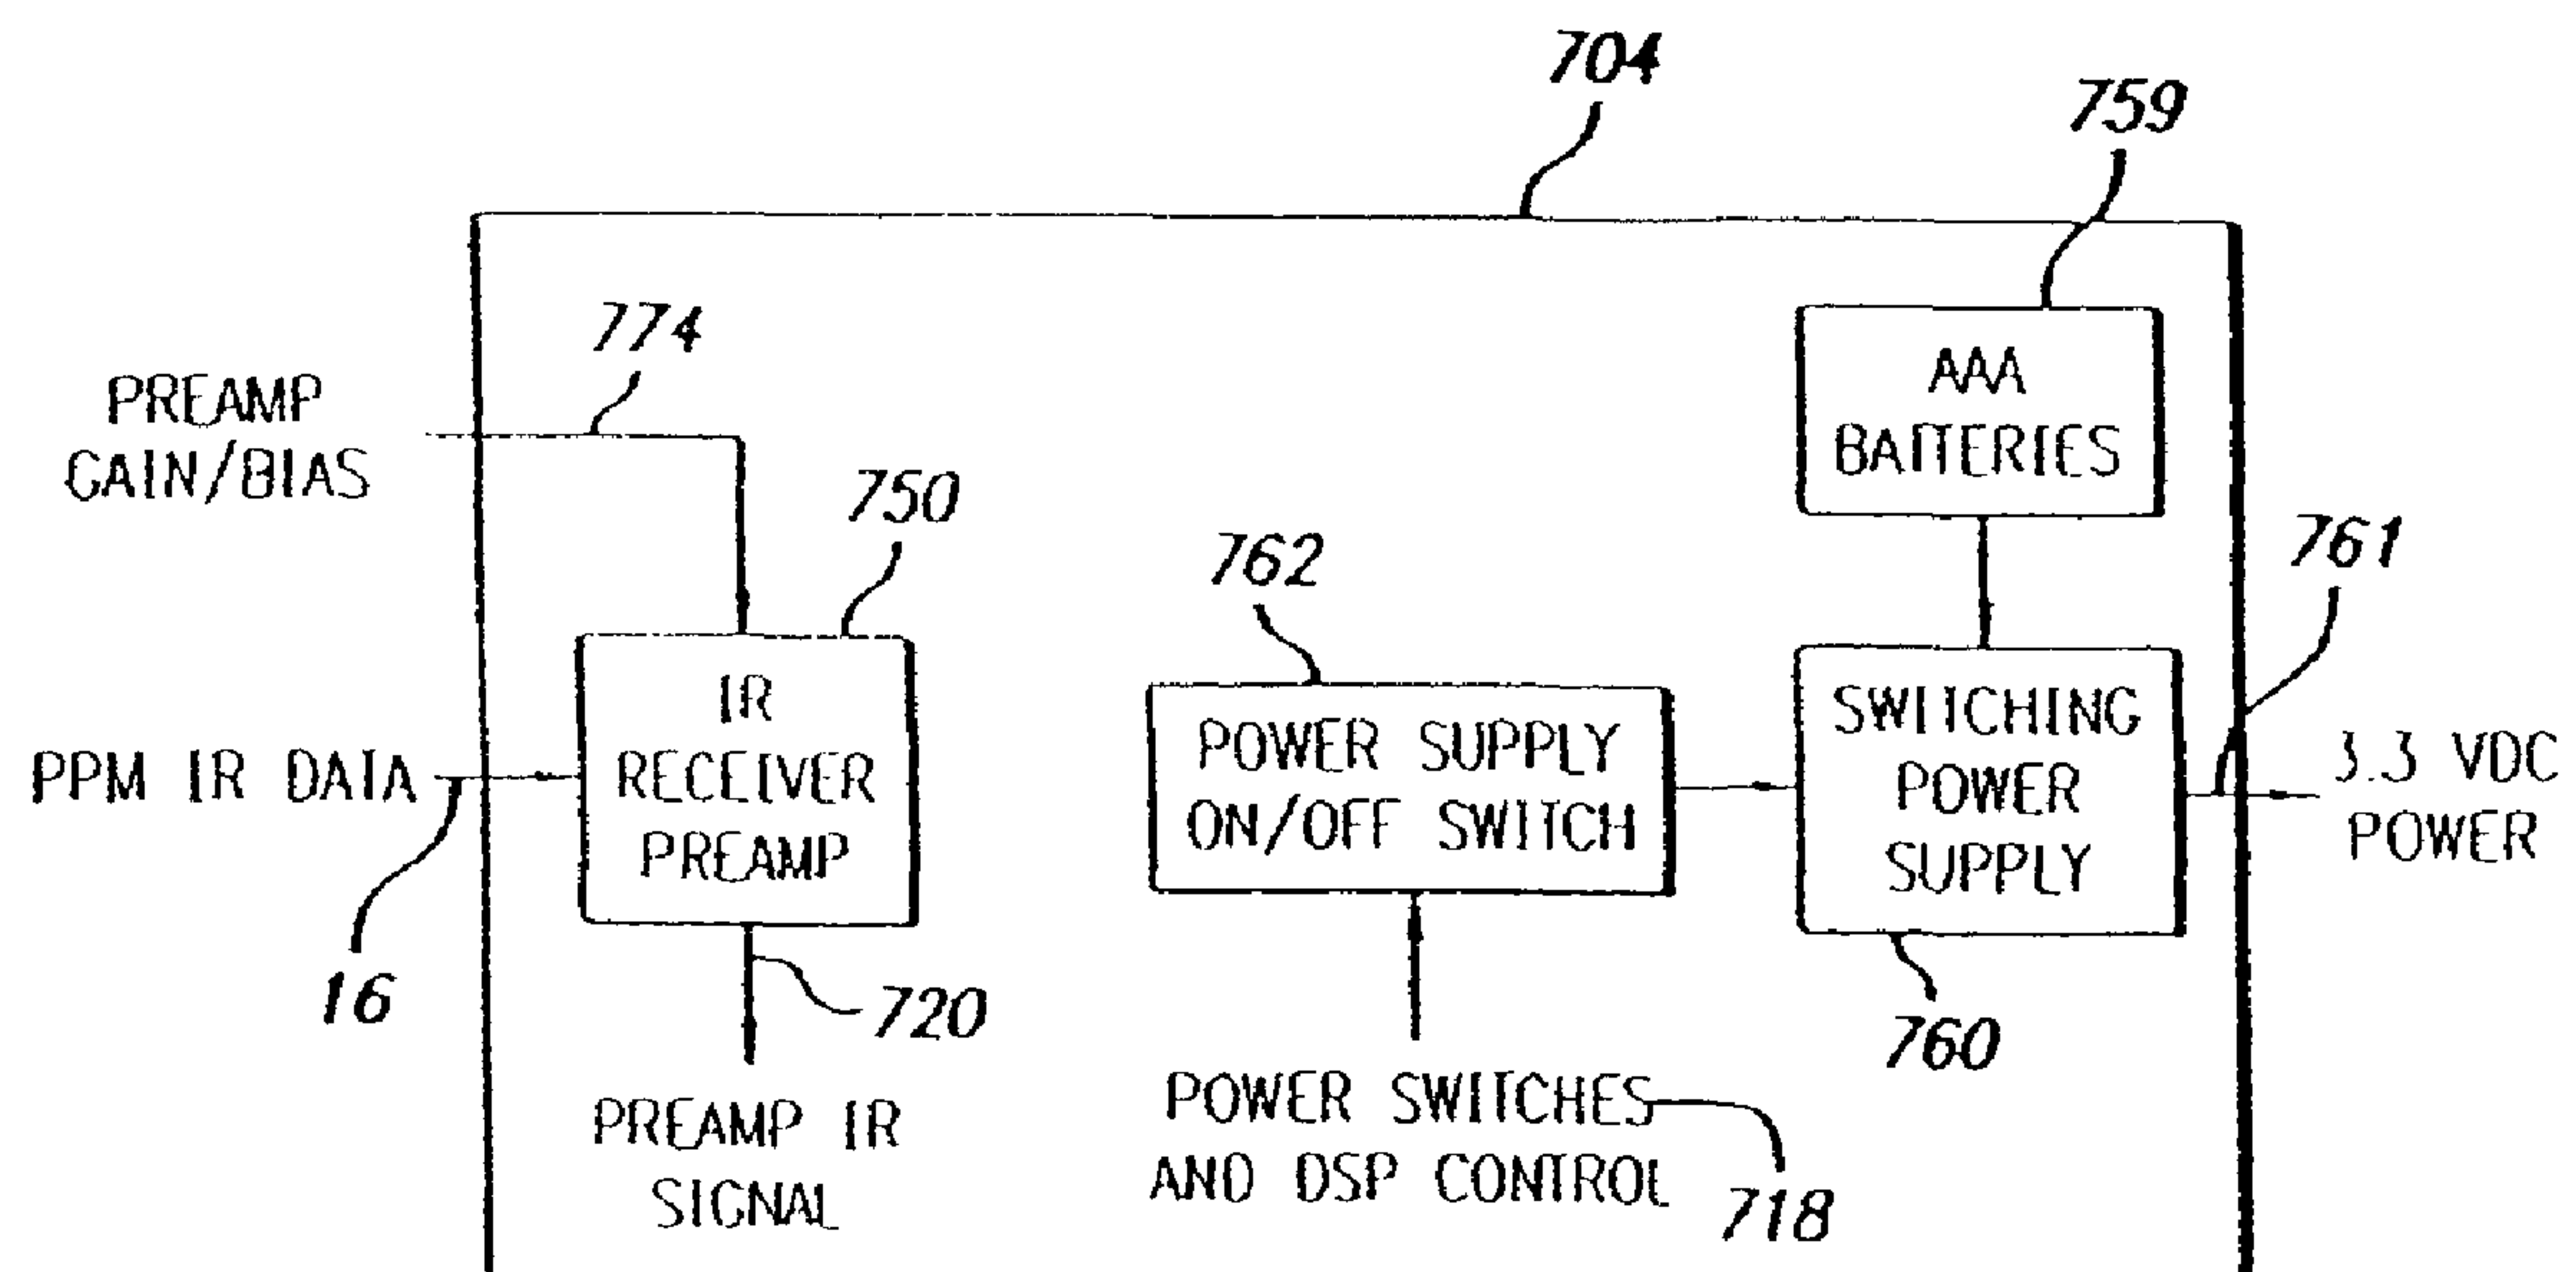 704
759
774
PREAMP
GAIN/BIAS
AAA
BATTERIES
750
762
761
IR
RECEIVER
PREAMP
PPM IR DATA
POWER SUPPLY
ON/OFF SWITCH
SWITCHING
POWER
SUPPLY
3.3 VDC
POWER
16
720
760
PREAMP IR
SIGNAL
POWER SWITCHES
AND DSP CONTROL
718